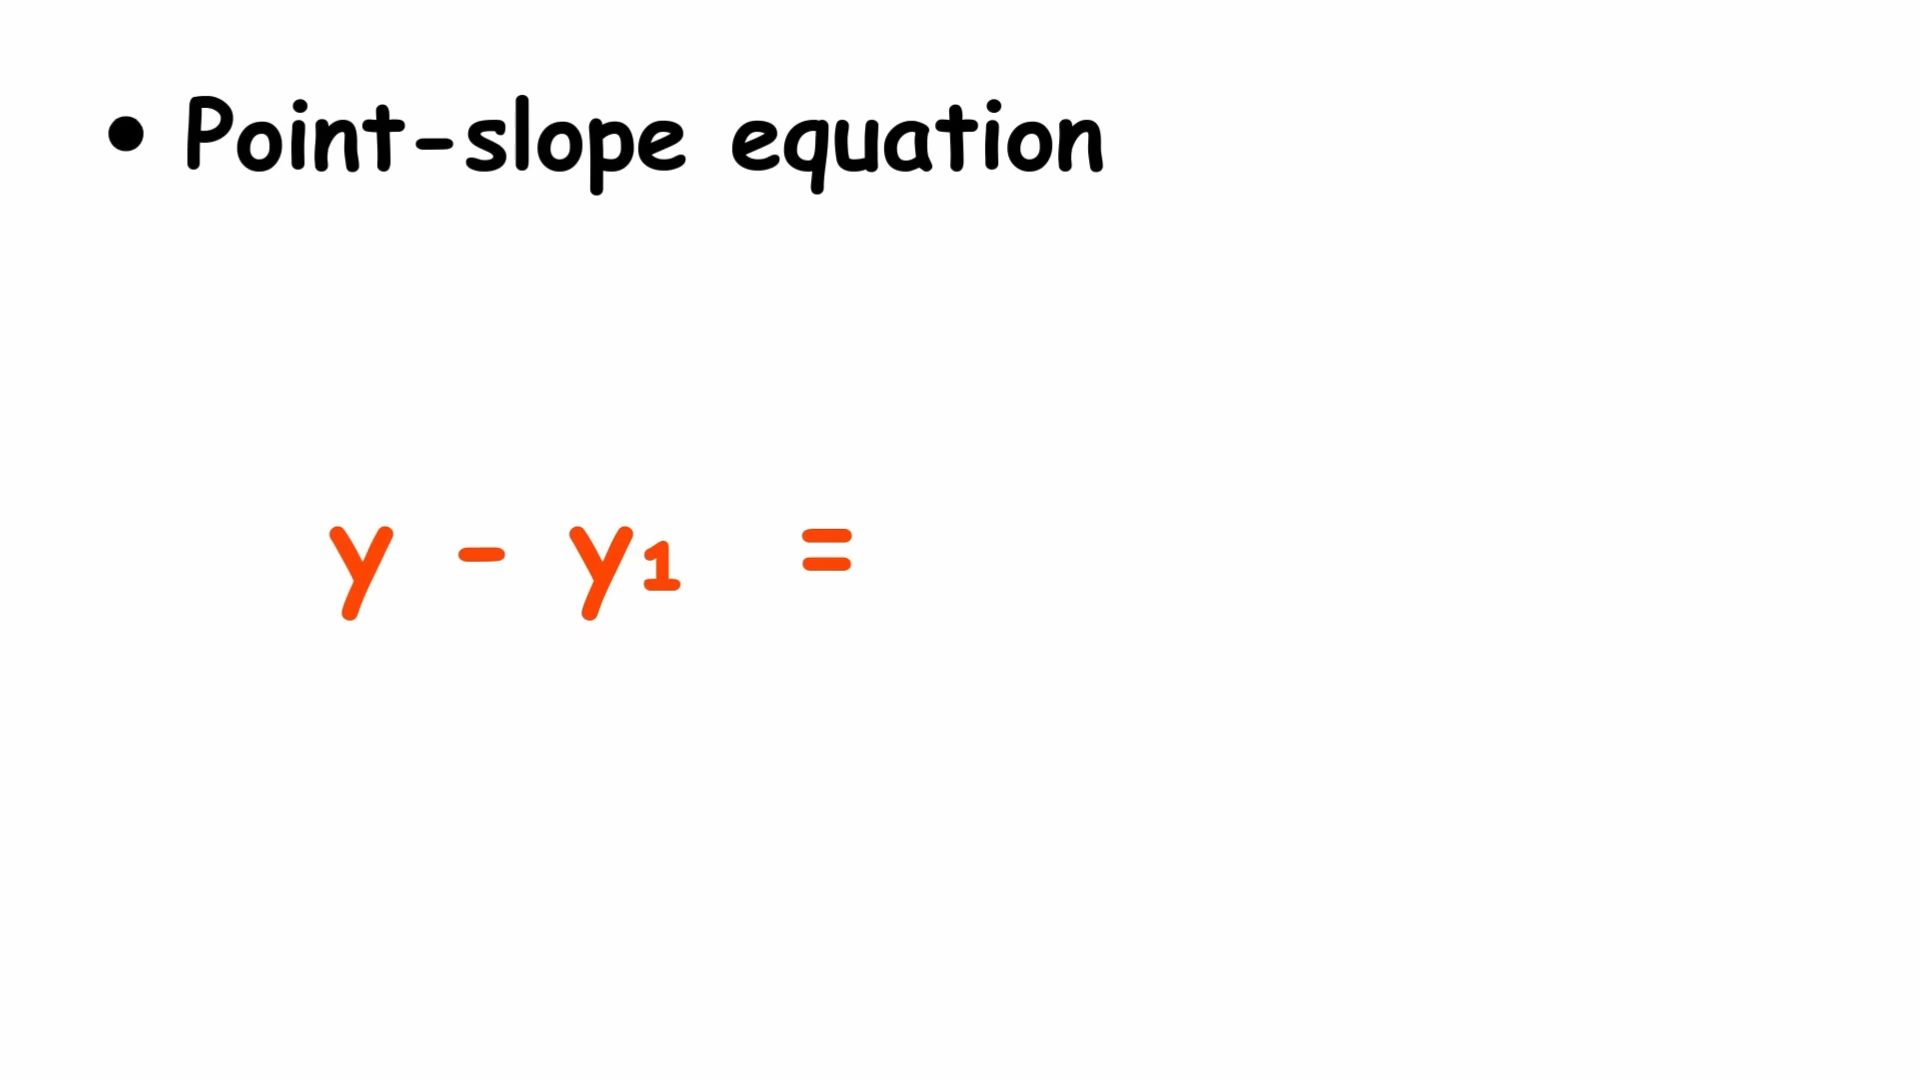 • Point-slope equation
y - y₁ =